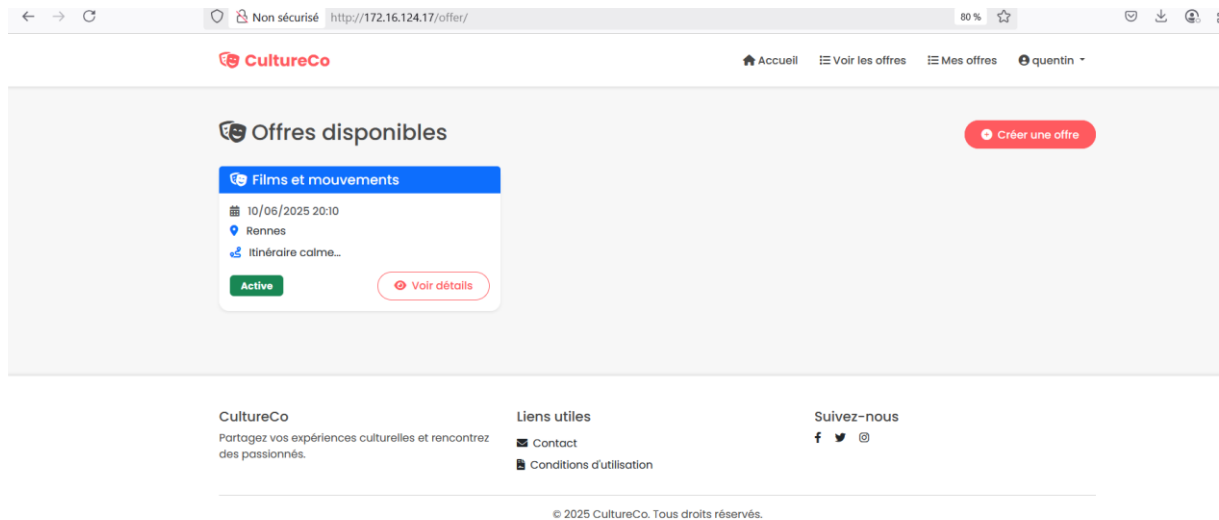 Non sécurisé http://172.16.124.17/offer/ 80 %
CultureCo Accueil Voir les offres Mes offres quentin
Offres disponibles Créer une offre
Films et mouvements
10/06/2025 20:10
Rennes
Itinéraire calme...
Active Voir détails
CultureCo Liens utiles Suivez-nous
Partagez vos expériences culturelles et rencontrez
des passionnés.
Contact
Conditions d'utilisation
© 2025 CultureCo. Tous droits réservés.